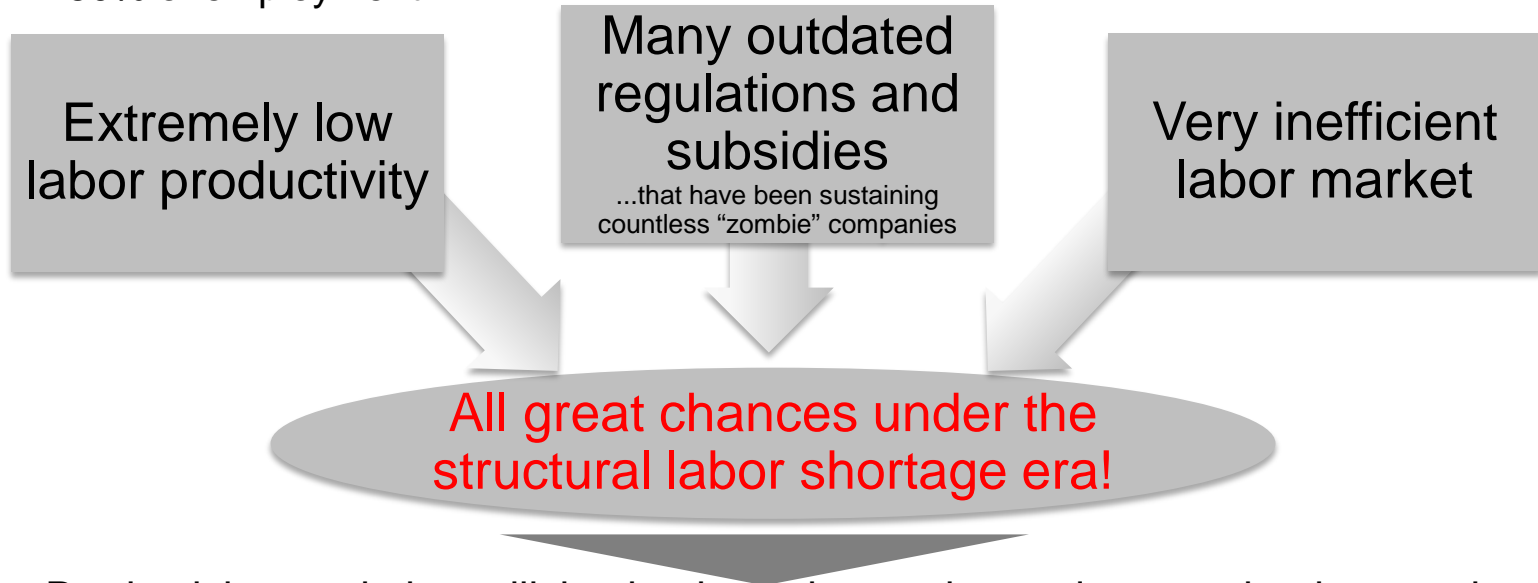 Many outdated
regulations and
subsidies
...that have been sustaining
countless “zombie” companies
Extremely low
labor productivity
Very inefficient
labor market
All great chances under the
structural labor shortage era!